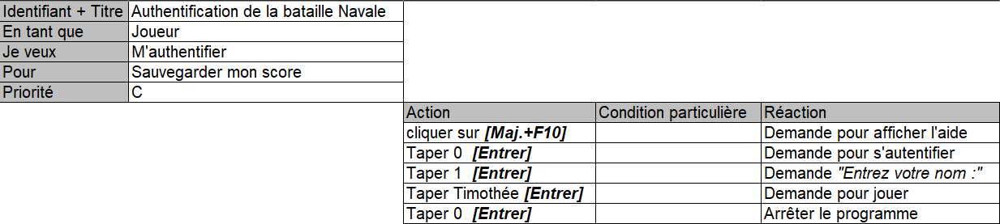 Identifiant + Titre Authentification de la bataille Navale
En tant que Joueur
Je veux M'authentifier
Pour Sauvegarder mon score
Priorité C
Action Condition particulière Réaction
cliquer sur [Maj.+F10] Demande pour afficher l'aide
Taper 0 [Entrer] Demande pour s'autentifier
Taper 1 [Entrer] Demande "Entrez votre nom :"
Taper Timothée [Entrer] Demande pour jouer
Taper 0 [Entrer] Arrêter le programme